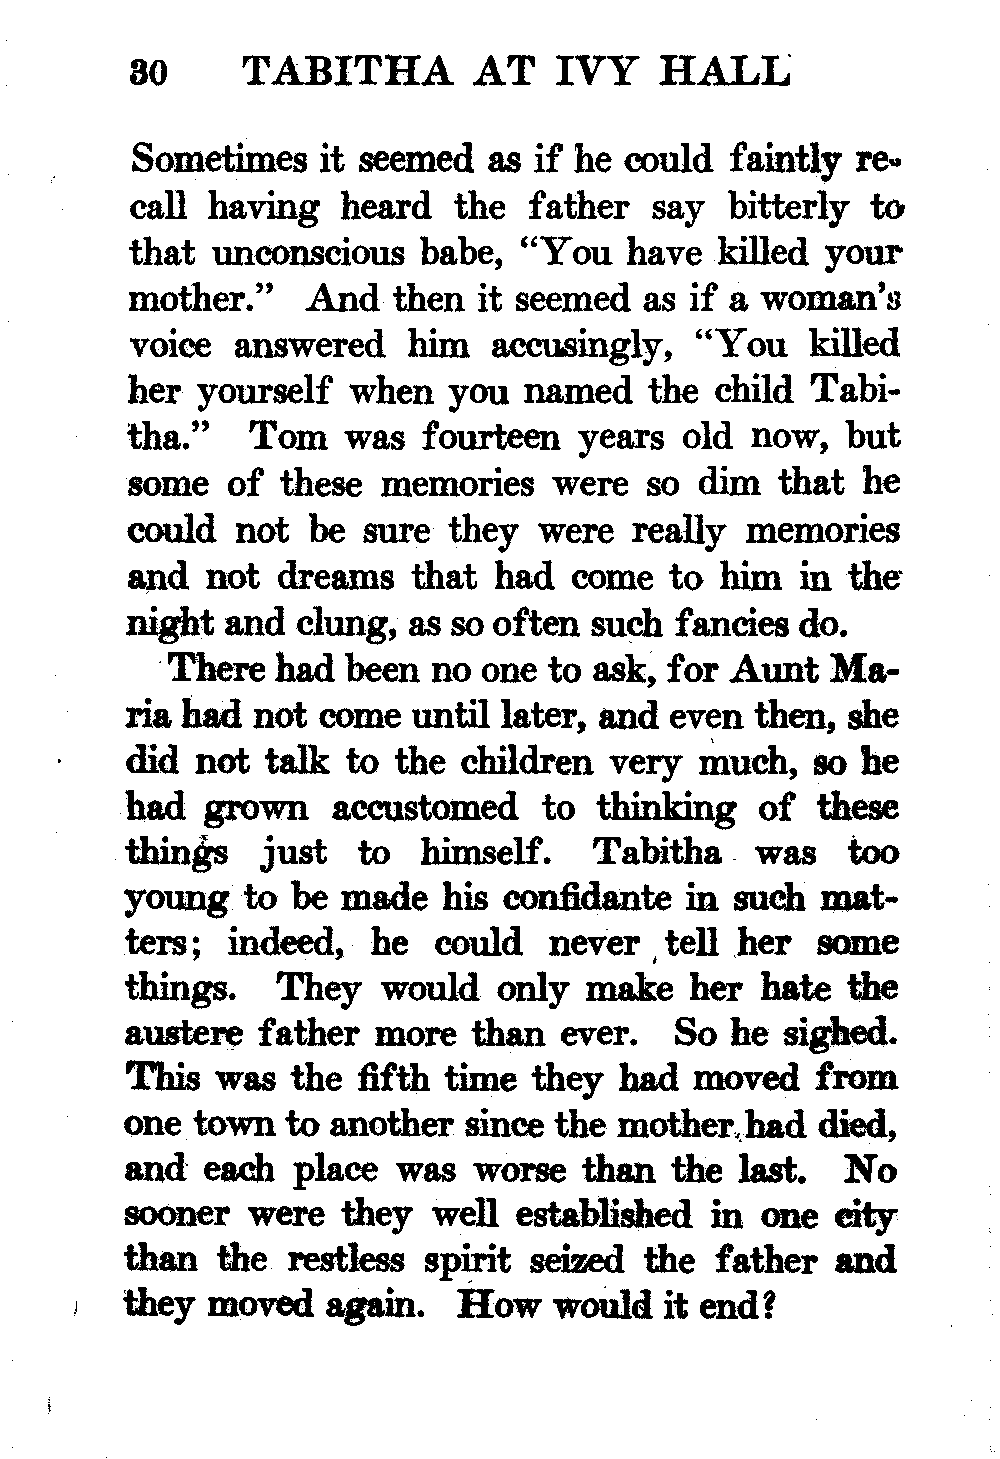 30 TABITHA AT IVY HALL
Sometimes it seemed as if he could faintly re-
call having heard the father say bitterly to
that unconscious babe, “You have killed your
mother.” And then it seemed as if a woman’s
voice answered him accusingly, “You killed
her yourself when you named the child Tabi-
tha.” Tom was fourteen years old now, but
some of these memories were so dim that he
could not be sure they were really memories
and not dreams that had come to him in the
night and clung, as so often such fancies do.
There had been no one to ask, for Aunt Ma-
ria had not come until later, and even then, she
did not talk to the children very much, so he
had grown accustomed to thinking of these
things just to himself. Tabitha was too
young to be made his confidante in such mat-
ters; indeed, he could never tell her some
things. They would only make her hate the
austere father more than ever. So he sighed.
This was the fifth time they had moved from
one town to another since the mother had died,
and each place was worse than the last. No
sooner were they well established in one city
than the restless spirit seized the father and
they moved again. How would it end?